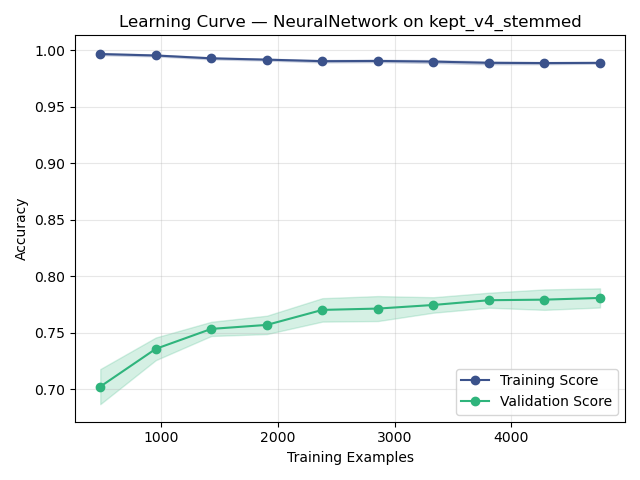 Learning Curve — NeuralNetwork on kept_v4_stemmed
1.00
0.95
0.90
0.85
0.80
0.75
0.70
Accuracy
1000 2000 3000 4000
Training Examples
Training Score
Validation Score